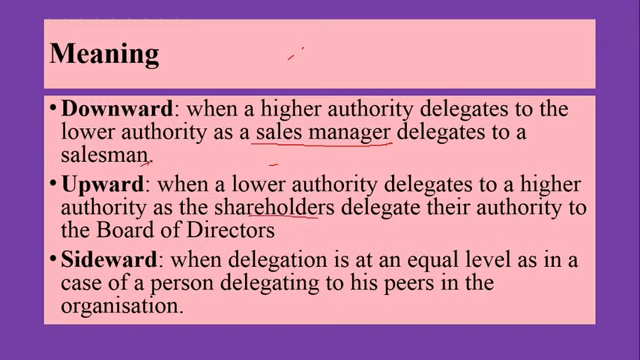 Meaning
• Downward: when a higher authority delegates to the
lower authority as a sales manager delegates to a
salesman.
• Upward: when a lower authority delegates to a higher
authority as the shareholders delegate their authority to
the Board of Directors
• Sideward: when delegation is at an equal level as in a
case of a person delegating to his peers in the
organisation.